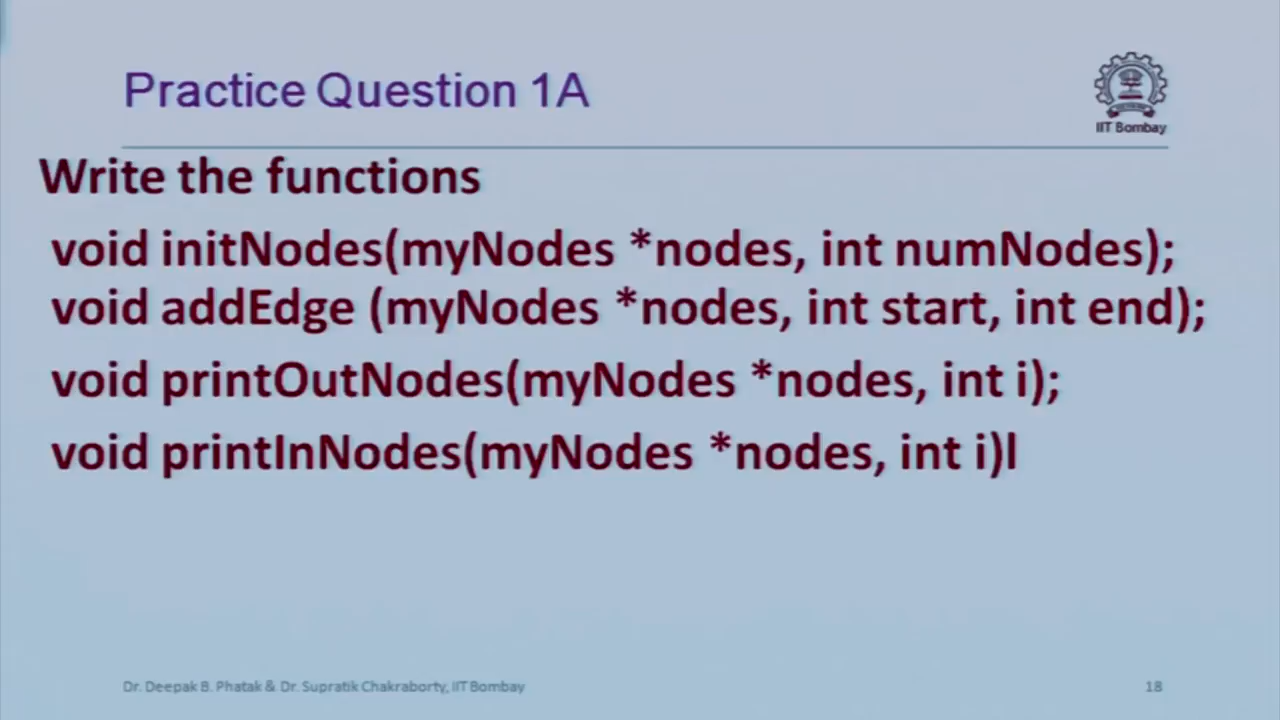 Practice Question 1A
IIT Bombay
Write the functions
void initNodes(myNodes *nodes, int numNodes);
void addEdge (myNodes *nodes, int start, int end);
void printOutNodes(myNodes *nodes, int i);
void printInNodes(myNodes *nodes, int i)l
Dr. Deepak B. Phatak & Dr. Supratik Chakraborty, IIT Bombay
18